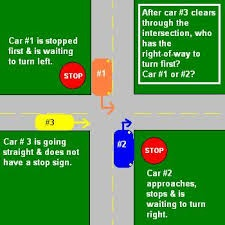 Car #1 is stopped
first & is waiting
to turn left.
STOP
#1
After car #3 clears
through the
intersection, who
has the
right-of-way to
turn first?
Car #1 or #2?
#3
Car # 3 is going
straight & does not
have a stop sign.
#2
STOP
Car #2
approaches,
stops & is
waiting to turn
right.